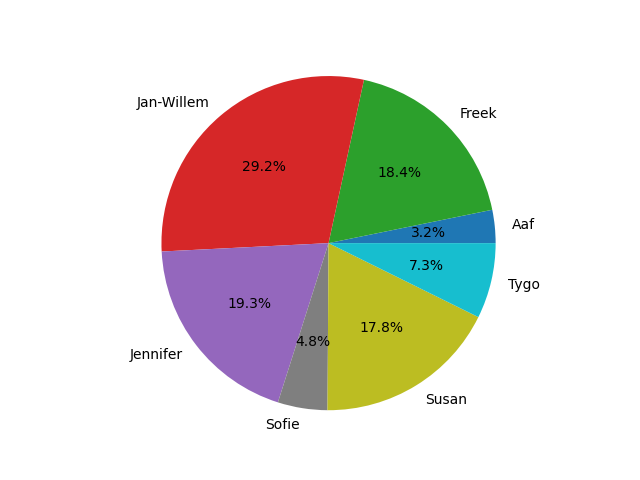 Jan-Willem
Freek
29.2%
18.4%
Aaf
3.2%
7.3%
Tygo
19.3%
17.8%
4.8%
Jennifer
Susan
Sofie